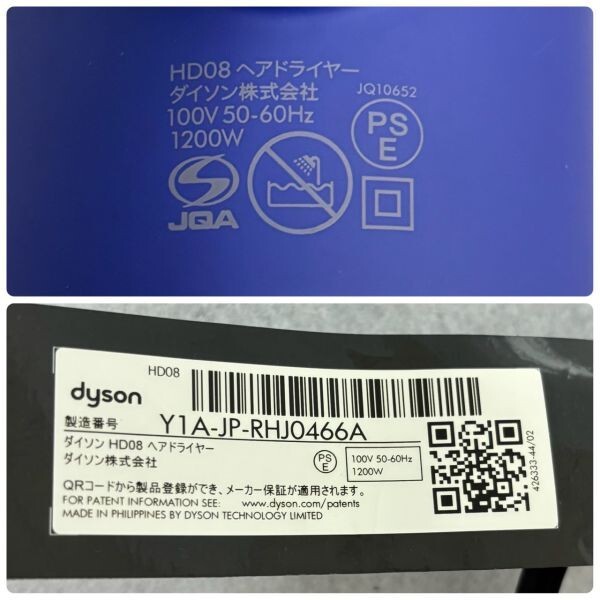 HD08 ヘアドライヤー
ダイソン株式会社
JQ10652
100V 50-60Hz
1200W
PS
E
JQA
HD08
dyson
製造番号 Y1A-JP-RHJ0466A
ダイソン HD08 ヘアドライヤー
ダイソン株式会社
PS
E
100V 50-60Hz
1200W
QRコードから製品登録ができ、メーカー保証が適用されます。
FOR PATENT INFORMATION SEE: www.dyson.com/patents
MADE IN PHILIPPINES BY DYSON TECHNOLOGY LIMITED
426333-44/02